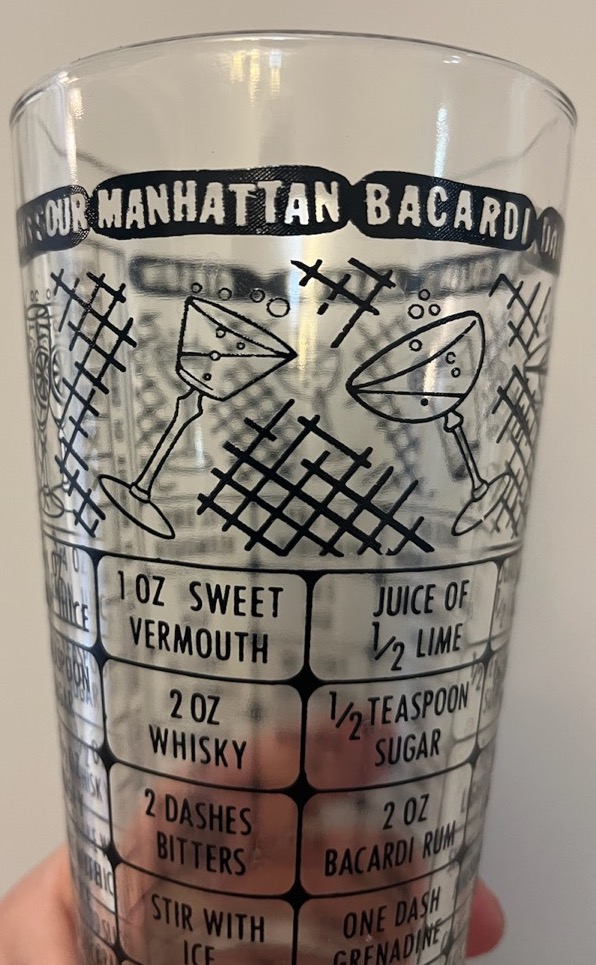 OUR MANHATTAN BACARDI
1 OZ SWEET
VERMOUTH
2 OZ
WHISKY
2 DASHES
BITTERS
STIR WITH
ICE
JUICE OF
1/2 LIME
1/2 TEASPOON
SUGAR
2 OZ
BACARDI RUM
ONE DASH
GRENADINE